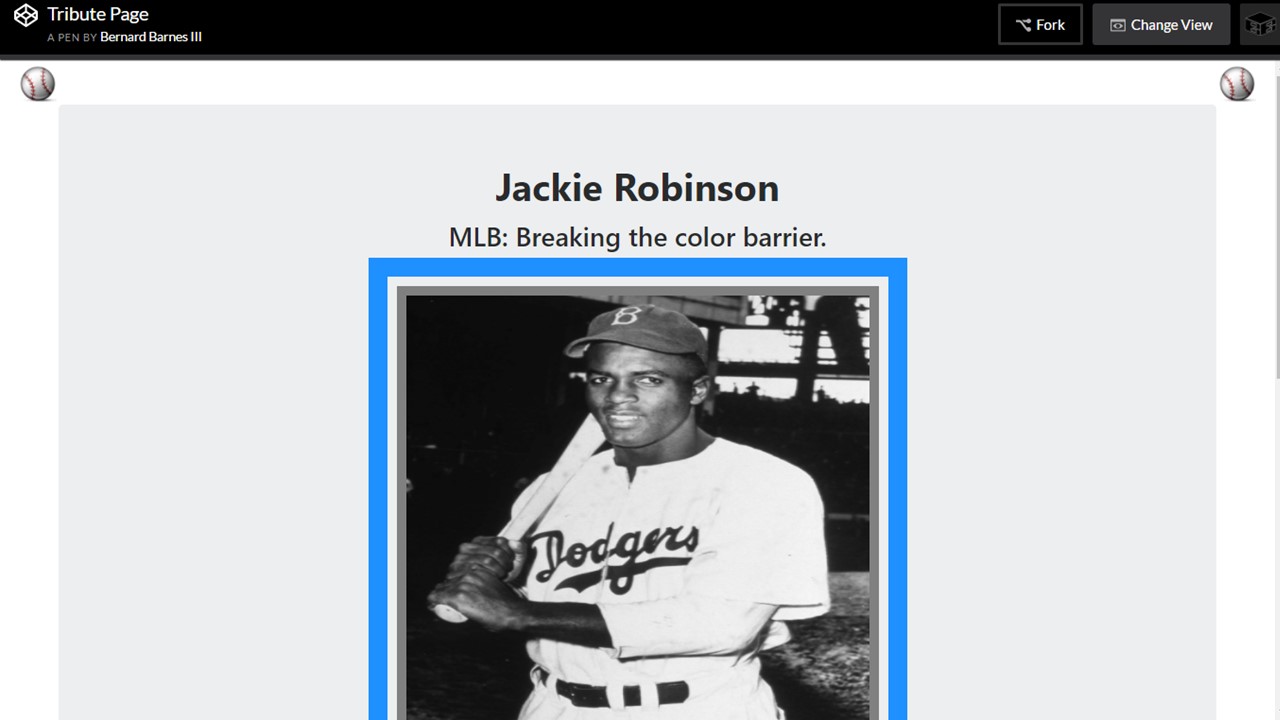 Tribute Page
A PEN BY Bernard Barnes III
Fork
Change View
Jackie Robinson
MLB: Breaking the color barrier.
B
Dodgers